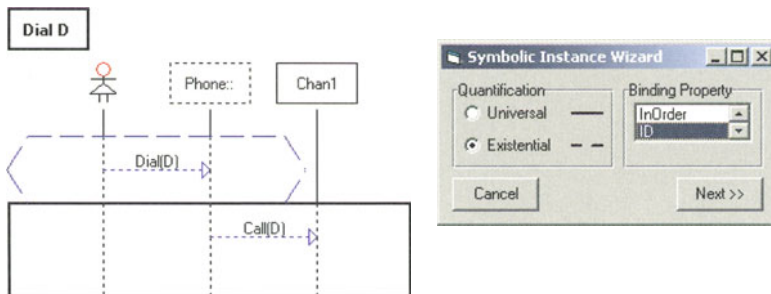 Dial D
Phone::
Chan1
Dial(D)
Call(D)
Symbolic Instance Wizard
Quantification
Universal
Existential
Binding Property
InOrder
ID
Cancel
Next >>